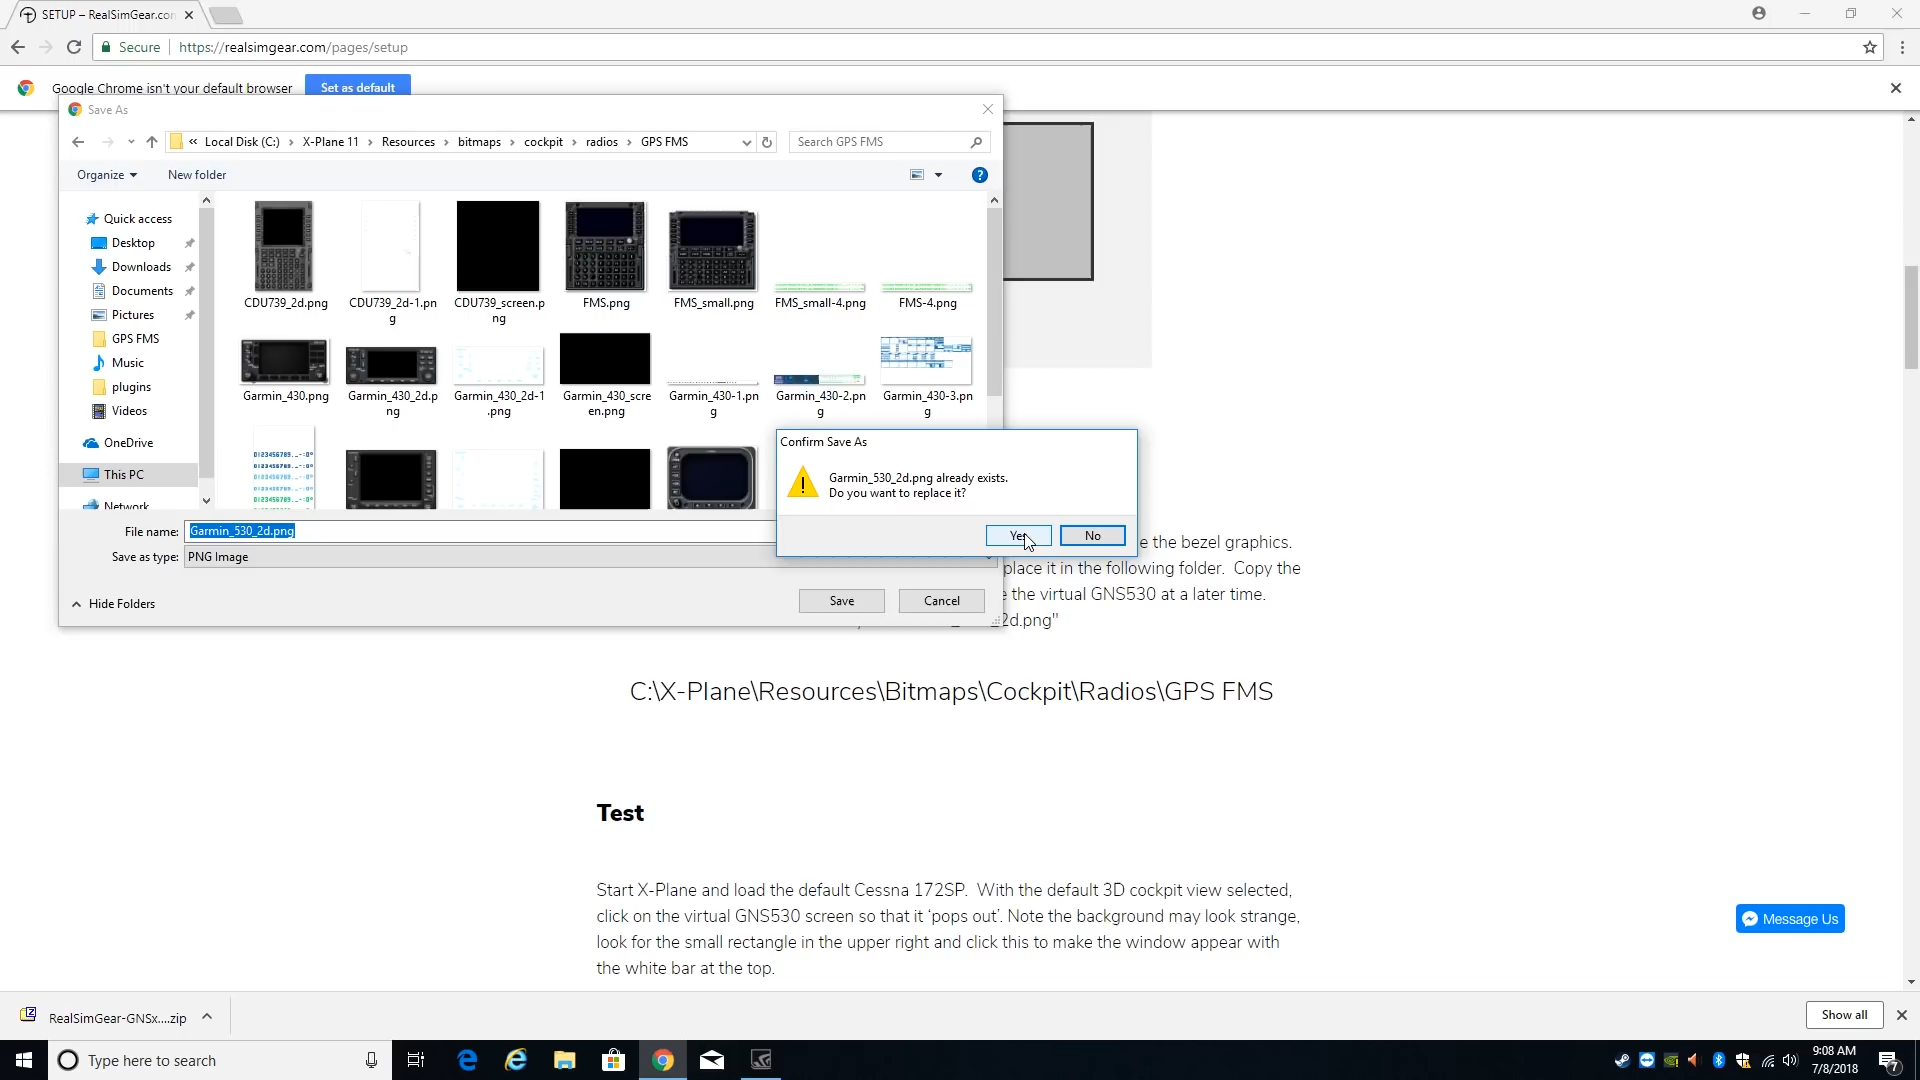 SETUP – RealSimGear.con
Secure
https://realsimgear.com/pages/setup
Google Chrome isn't your default browser
Set as default
Save As
« Local Disk (C:) › X-Plane 11 › Resources › bitmaps › cockpit › radios › GPS FMS
Search GPS FMS
Organize
New folder
Quick access
Desktop
Downloads
Documents
Pictures
GPS FMS
Music
plugins
Videos
OneDrive
This PC
Network
CDU739_2d.png
CDU739_2d-1.pn
g
CDU739_screen.p
ng
FMS.png
FMS_small.png
FMS_small-4.png
FMS-4.png
Garmin_430.png
Garmin_430_2d.p
ng
Garmin_430_2d-1
.png
Garmin_430_scre
en.png
Garmin_430-1.pn
g
Garmin_430-2.pn
g
Garmin_430-3.pn
g
Confirm Save As
Garmin_530_2d.png already exists.
Do you want to replace it?
Yes
No
File name:
Garmin_530_2d.png
Save as type:
PNG Image
Hide Folders
Save
Cancel
e the bezel graphics.
place it in the following folder. Copy the
e the virtual GNS530 at a later time.
2d.png"
C:\X-Plane\Resources\Bitmaps\Cockpit\Radios\GPS FMS
Test
Start X-Plane and load the default Cessna 172SP. With the default 3D cockpit view selected,
click on the virtual GNS530 screen so that it ‘pops out’. Note the background may look strange,
look for the small rectangle in the upper right and click this to make the window appear with
the white bar at the top.
Message Us
RealSimGear-GNSx....zip
Show all
Type here to search
9:08 AM
7/8/2018
7